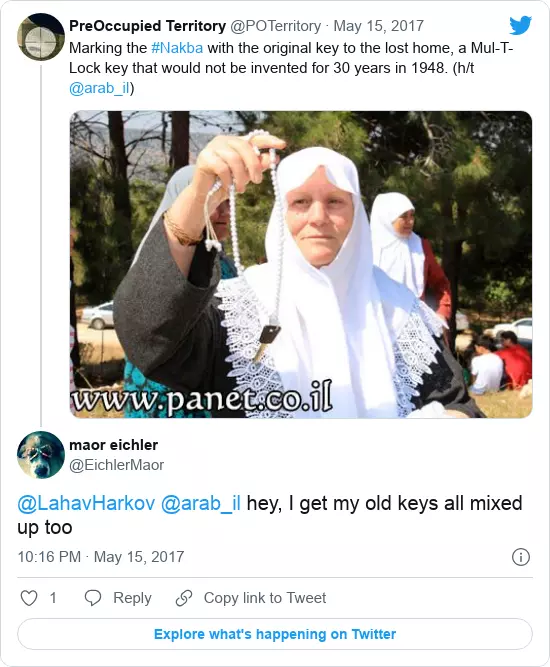 PreOccupied Territory @POTerritory · May 15, 2017
Marking the #Nakba with the original key to the lost home, a Mul-T-
Lock key that would not be invented for 30 years in 1948. (h/t
@arab_il)
www.panet.co.il
maor eichler
@EichlerMaor
@LahavHarkov @arab_il hey, I get my old keys all mixed
up too
10:16 PM · May 15, 2017
1 Reply Copy link to Tweet
Explore what's happening on Twitter